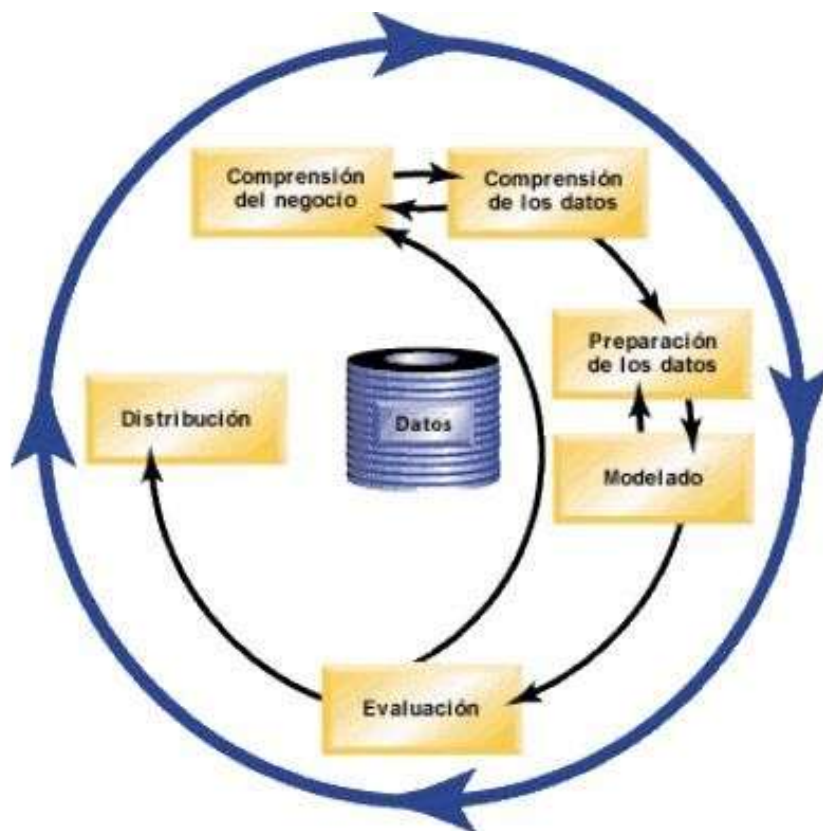 Comprensión
del negocio
Comprensión
de los datos
Preparación
de los datos
Distribución
Datos
Modelado
Evaluación